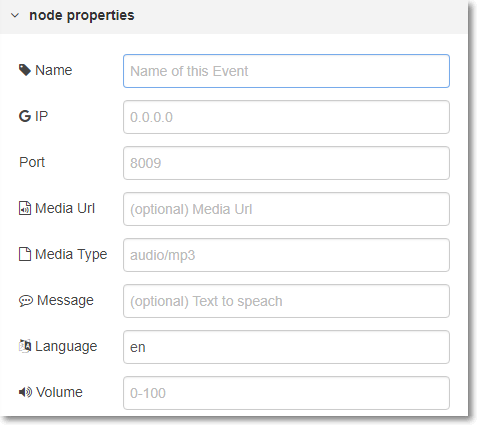 node properties
Name Name of this Event
IP 0.0.0.0
Port 8009
Media Url (optional) Media Url
Media Type audio/mp3
Message (optional) Text to speach
Language en
Volume 0-100